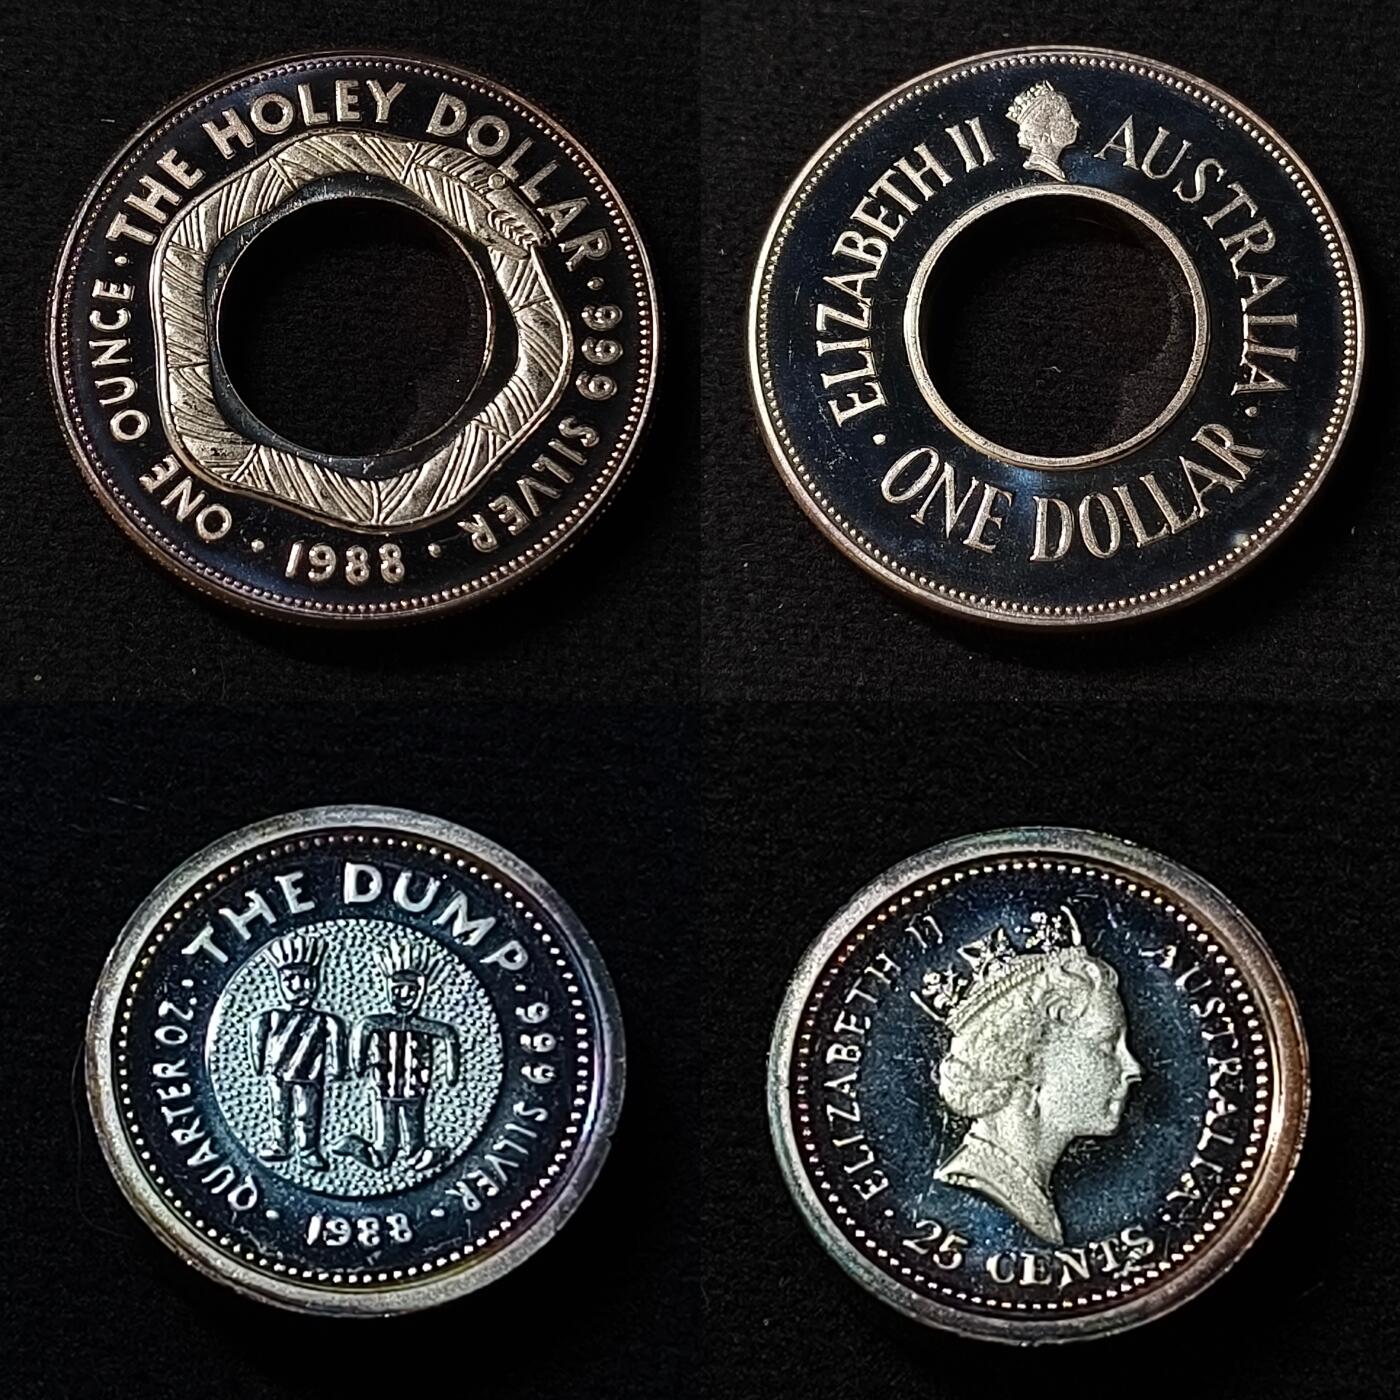 · THE HOLEY DOLLAR · 999 SILVER · 1988 · ONE OUNCE
ELIZABETH II AUSTRALIA · ONE DOLLAR ·
· THE DUMP · 999 SILVER · 1988 · QUARTER OZ.
ELIZABETH II AUSTRALIA · 25 CENTS ·